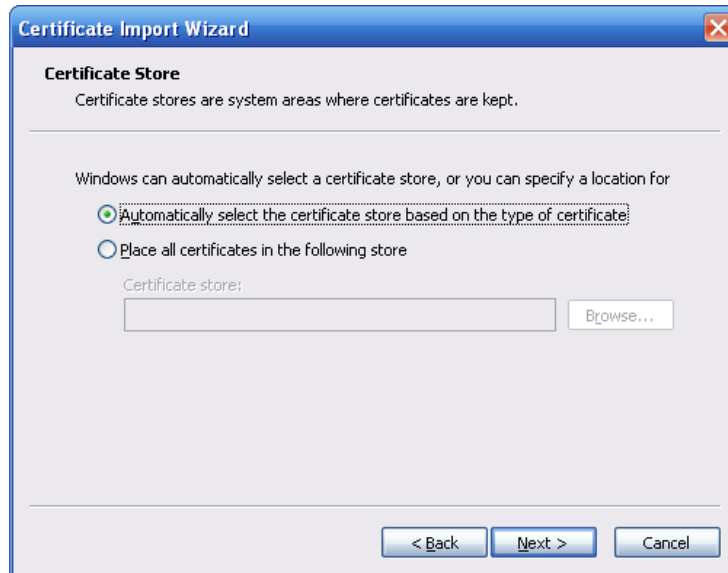 Certificate Import Wizard
Certificate Store
Certificate stores are system areas where certificates are kept.
Windows can automatically select a certificate store, or you can specify a location for
Automatically select the certificate store based on the type of certificate
Place all certificates in the following store
Certificate store:
Browse...
< Back Next > Cancel